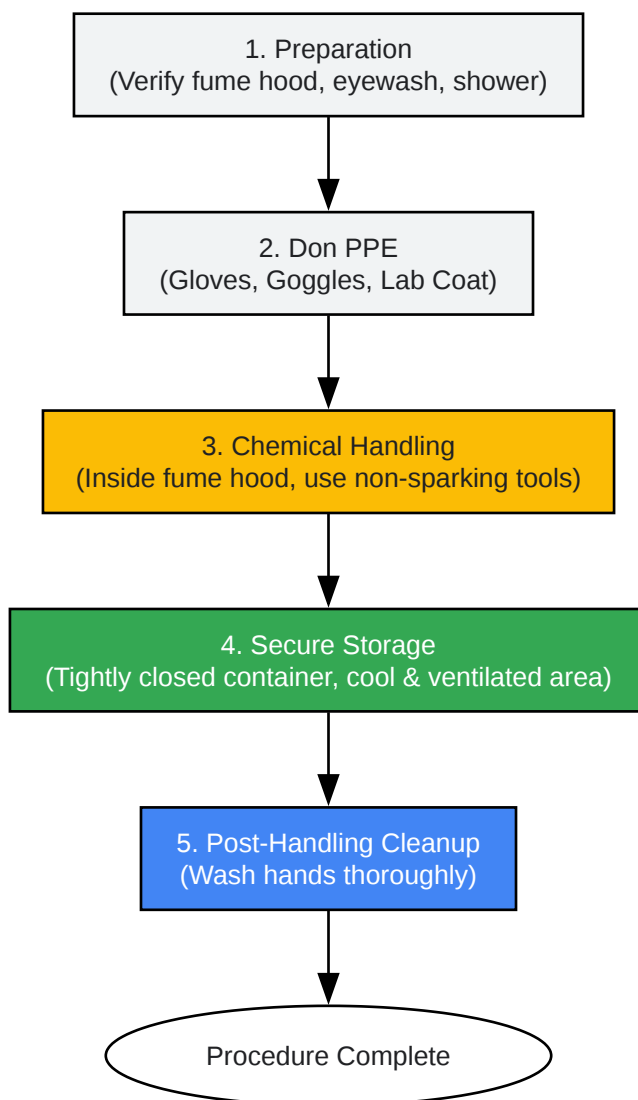 1. Preparation
(Verify fume hood, eyewash, shower)
2. Don PPE
(Gloves, Goggles, Lab Coat)
3. Chemical Handling
(Inside fume hood, use non-sparking tools)
4. Secure Storage
(Tightly closed container, cool & ventilated area)
5. Post-Handling Cleanup
(Wash hands thoroughly)
Procedure Complete